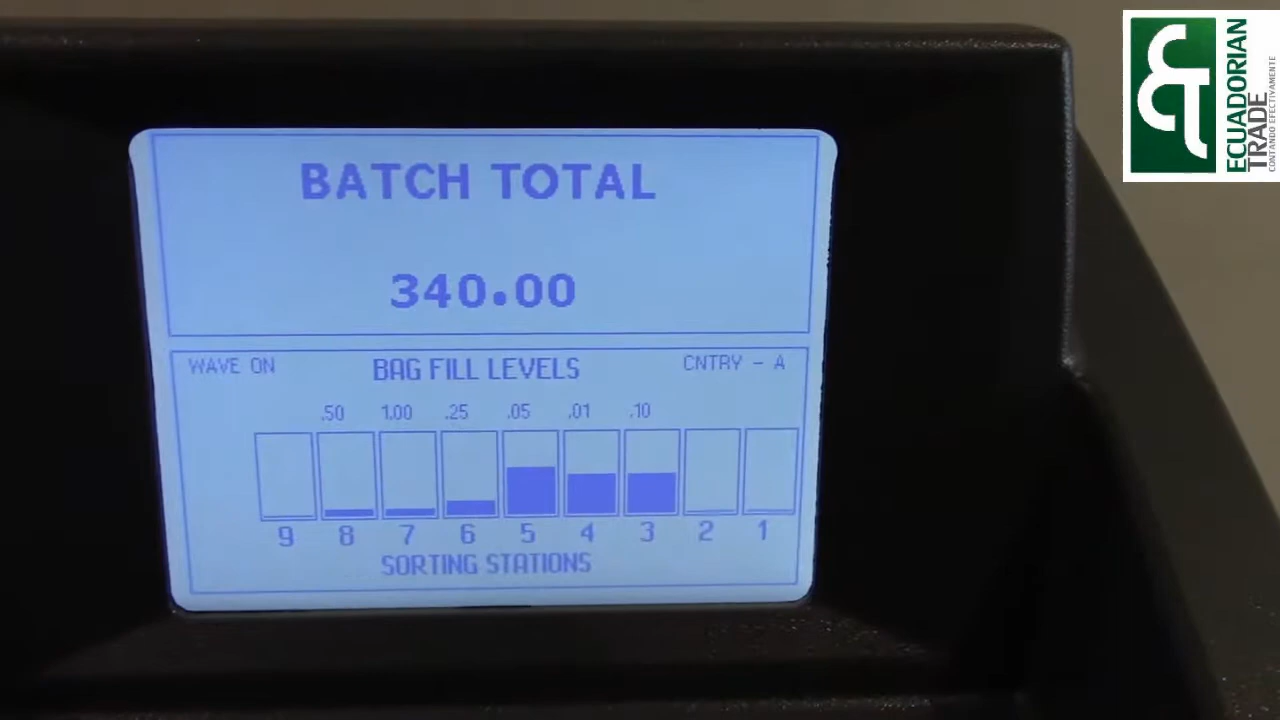 BATCH TOTAL
340.00
WAVE ON BAG FILL LEVELS CNTRY - A
.50 1.00 .25 .05 .01 .10
9 8 7 6 5 4 3 2 1
SORTING STATIONS
ECUADORIAN
TRADE
CONTANDO EFECTIVAMENTE